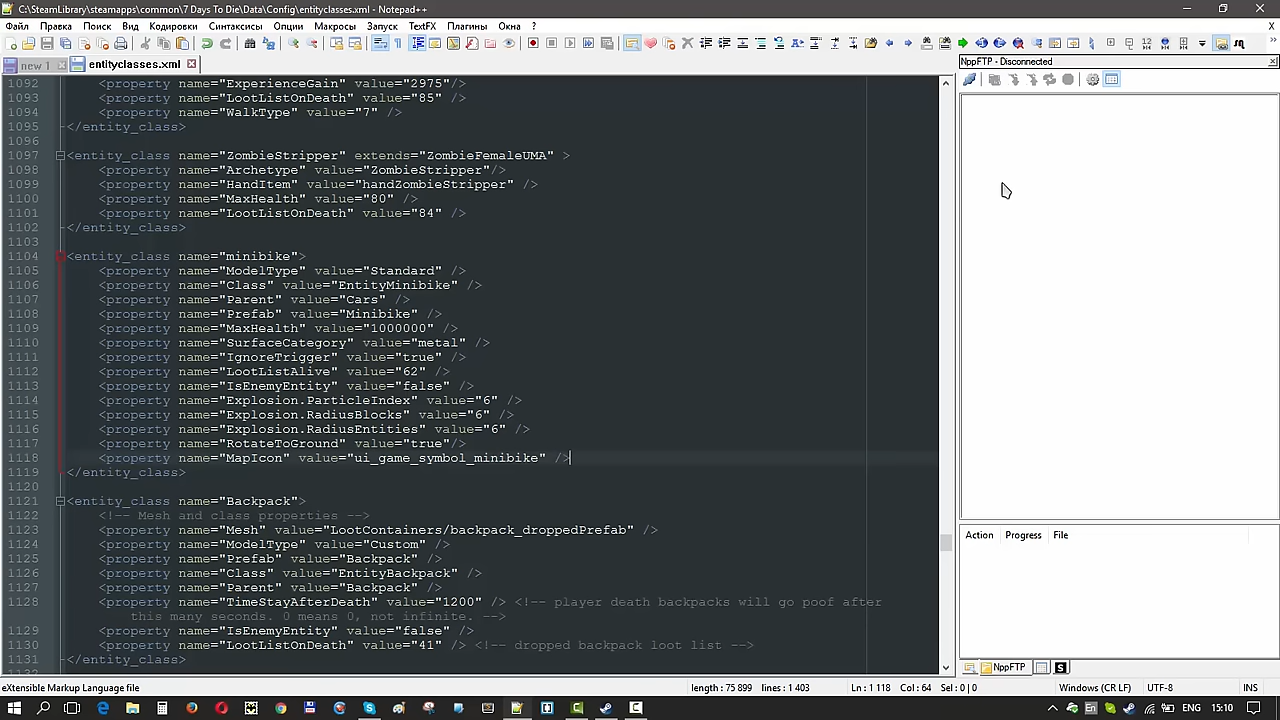 C:\SteamLibrary\steamapps\common\7 Days To Die\Data\Config\entityclasses.xml - Notepad++
Файл Правка Поиск Вид Кодировки Синтаксисы Опции Макросы Запуск TextFX Плагины Окна ? X
new 1 entityclasses.xml
NppFTP - Disconnected
1092 <property name="ExperienceGain" value="2975"/>
1093 <property name="LootListOnDeath" value="85" />
1094 <property name="WalkType" value="7" />
1095 </entity_class>
1096
1097 <entity_class name="ZombieStripper" extends="ZombieFemaleUMA" >
1098 <property name="Archetype" value="ZombieStripper"/>
1099 <property name="HandItem" value="handZombieStripper" />
1100 <property name="MaxHealth" value="80" />
1101 <property name="LootListOnDeath" value="84" />
1102 </entity_class>
1103
1104 <entity_class name="minibike">
1105 <property name="ModelType" value="Standard" />
1106 <property name="Class" value="EntityMinibike" />
1107 <property name="Parent" value="Cars" />
1108 <property name="Prefab" value="Minibike" />
1109 <property name="MaxHealth" value="1000000" />
1110 <property name="SurfaceCategory" value="metal" />
1111 <property name="IgnoreTrigger" value="true" />
1112 <property name="LootListAlive" value="62" />
1113 <property name="IsEnemyEntity" value="false" />
1114 <property name="Explosion.ParticleIndex" value="6" />
1115 <property name="Explosion.RadiusBlocks" value="6" />
1116 <property name="Explosion.RadiusEntities" value="6" />
1117 <property name="RotateToGround" value="true"/>
1118 <property name="MapIcon" value="ui_game_symbol_minibike" />
1119 </entity_class>
1120
1121 <entity_class name="Backpack">
1122 <!-- Mesh and class properties -->
1123 <property name="Mesh" value="LootContainers/backpack_droppedPrefab" />
1124 <property name="ModelType" value="Custom" />
1125 <property name="Prefab" value="Backpack" />
1126 <property name="Class" value="EntityBackpack" />
1127 <property name="Parent" value="Backpack" />
1128 <property name="TimeStayAfterDeath" value="1200" /> <!-- player death backpacks will go poof after
this many seconds. 0 means 0, not infinite. -->
1129 <property name="IsEnemyEntity" value="false" />
1130 <property name="LootListOnDeath" value="41" /> <!-- dropped backpack loot list -->
1131 </entity_class>
Action Progress File
NppFTP
eXtensible Markup Language file length : 75 899 lines : 1 403 Ln : 1 118 Col : 64 Sel : 0 | 0 Windows (CR LF) UTF-8 INS
ENG 15:10